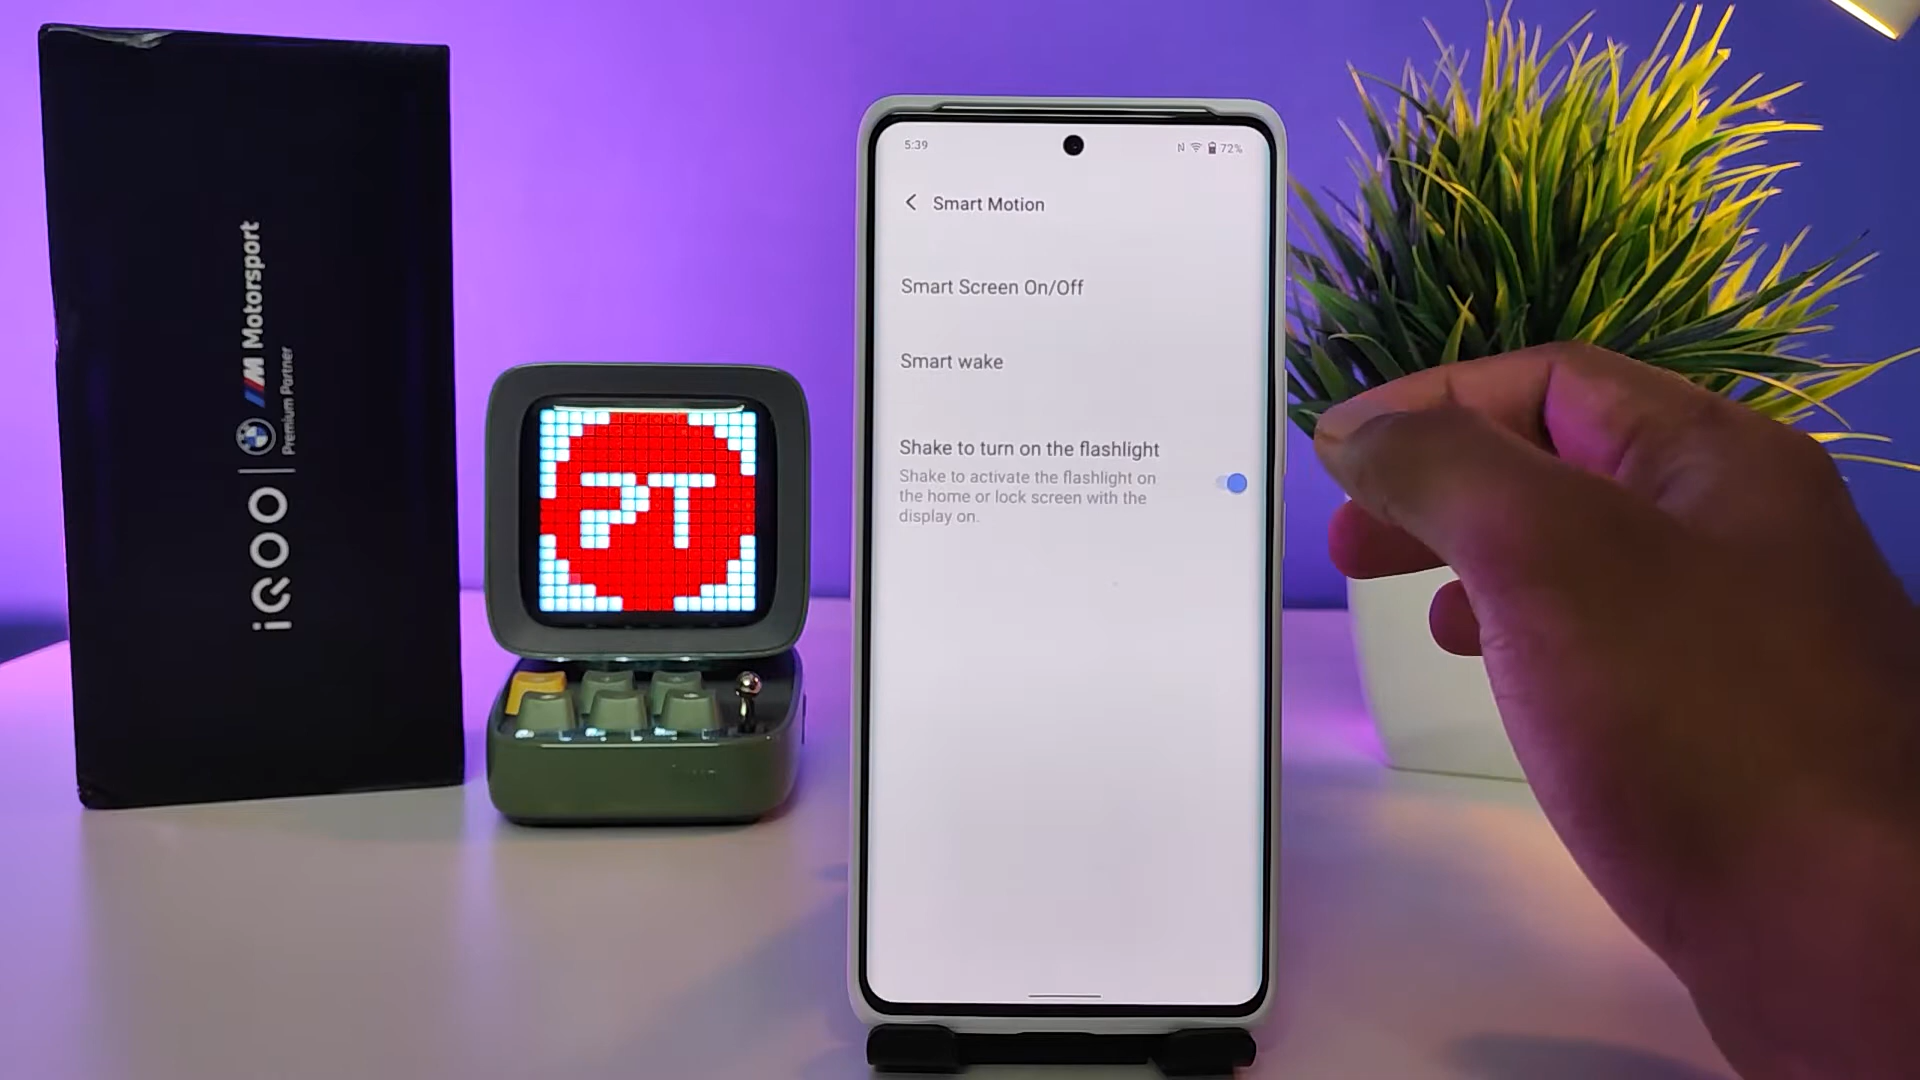 iQOO
M Motorsport
Premium Partner
PT
5:39
72%
Smart Motion
Smart Screen On/Off
Smart wake
Shake to turn on the flashlight
Shake to activate the flashlight on
the home or lock screen with the
display on.